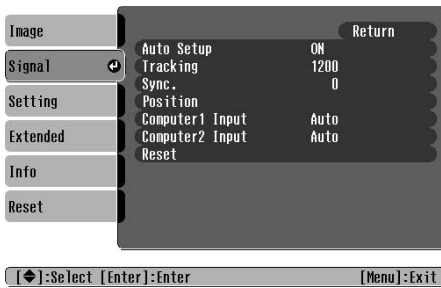 Image
Signal
Setting
Extended
Info
Reset
Return
Auto Setup ON
Tracking 1200
Sync. 0
Position
Computer1 Input Auto
Computer2 Input Auto
Reset
[◆]:Select [Enter]:Enter [Menu]:Exit